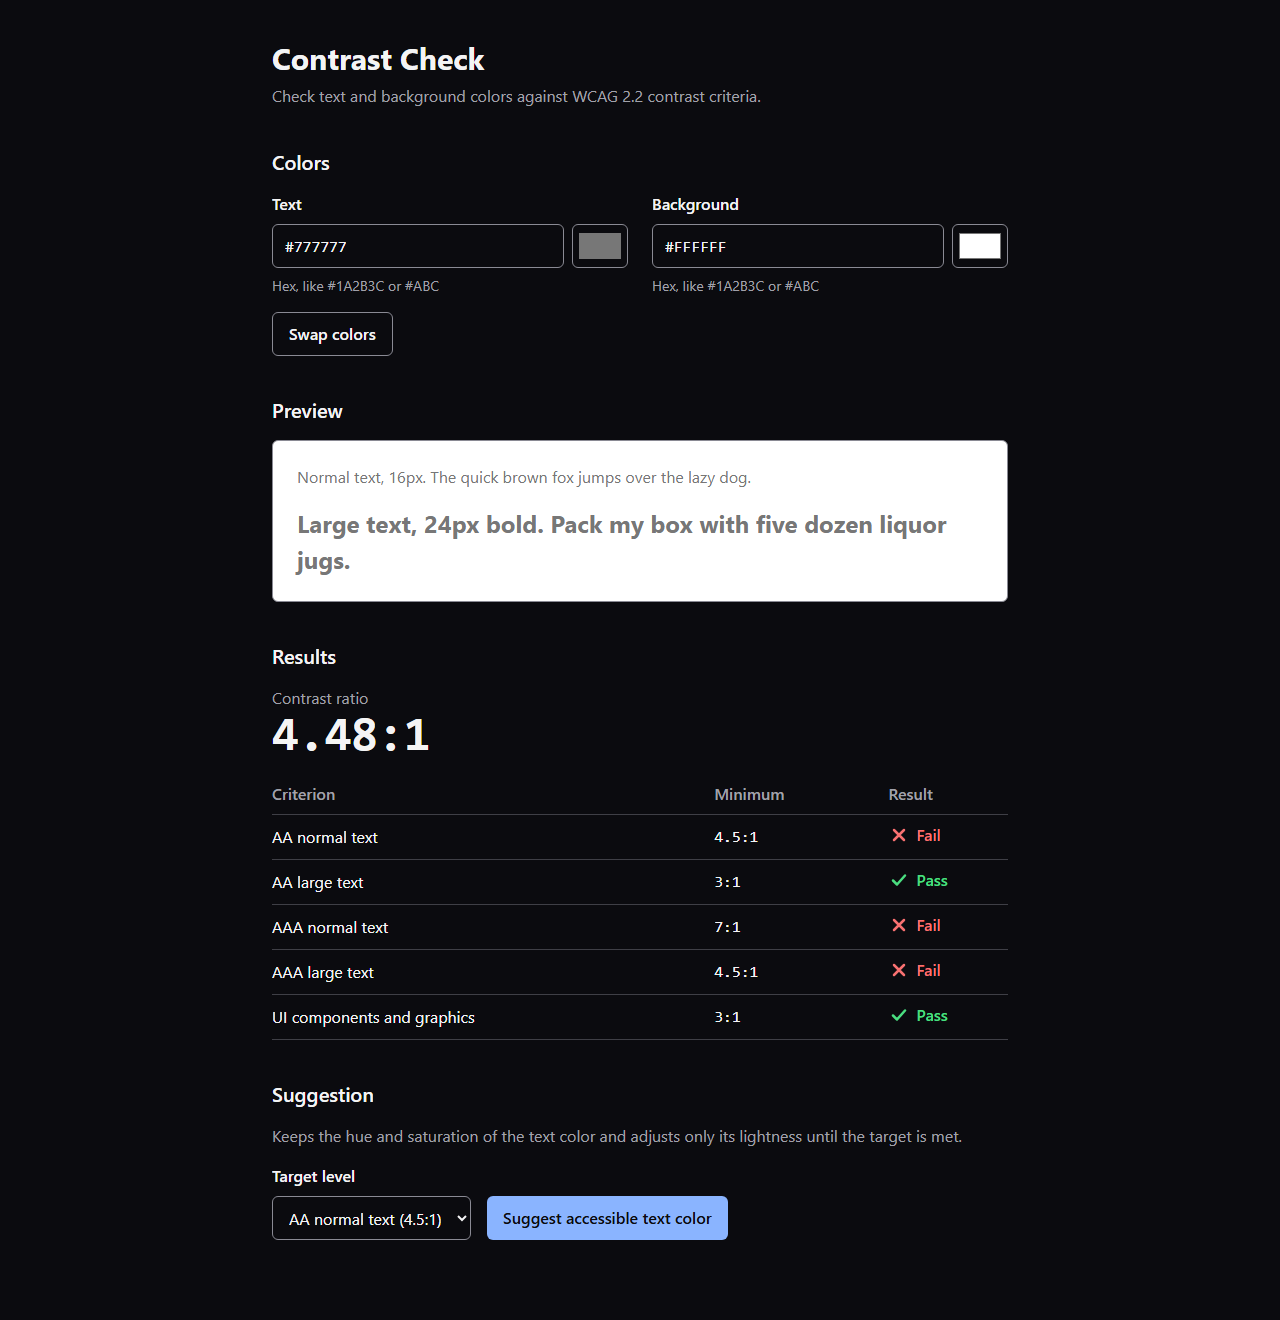 Contrast Check
Check text and background colors against WCAG 2.2 contrast criteria.
Colors
Text
Background
#777777
#FFFFFF
Hex, like #1A2B3C or #ABC
Hex, like #1A2B3C or #ABC
Swap colors
Preview
Normal text, 16px. The quick brown fox jumps over the lazy dog.
Large text, 24px bold. Pack my box with five dozen liquor
jugs.
Results
Contrast ratio
4.48:1
Criterion Minimum Result
AA normal text 4.5:1 Fail
AA large text 3:1 Pass
AAA normal text 7:1 Fail
AAA large text 4.5:1 Fail
UI components and graphics 3:1 Pass
Suggestion
Keeps the hue and saturation of the text color and adjusts only its lightness until the target is met.
Target level
AA normal text (4.5:1)
Suggest accessible text color